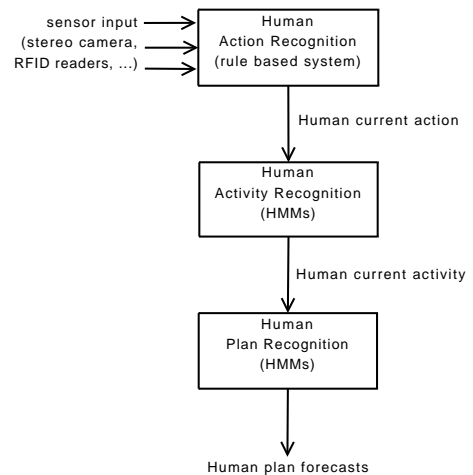 sensor input
(stereo camera,
RFID readers, ...)
Human
Action Recognition
(rule based system)
Human current action
Human
Activity Recognition
(HMMs)
Human current activity
Human
Plan Recognition
(HMMs)
Human plan forecasts